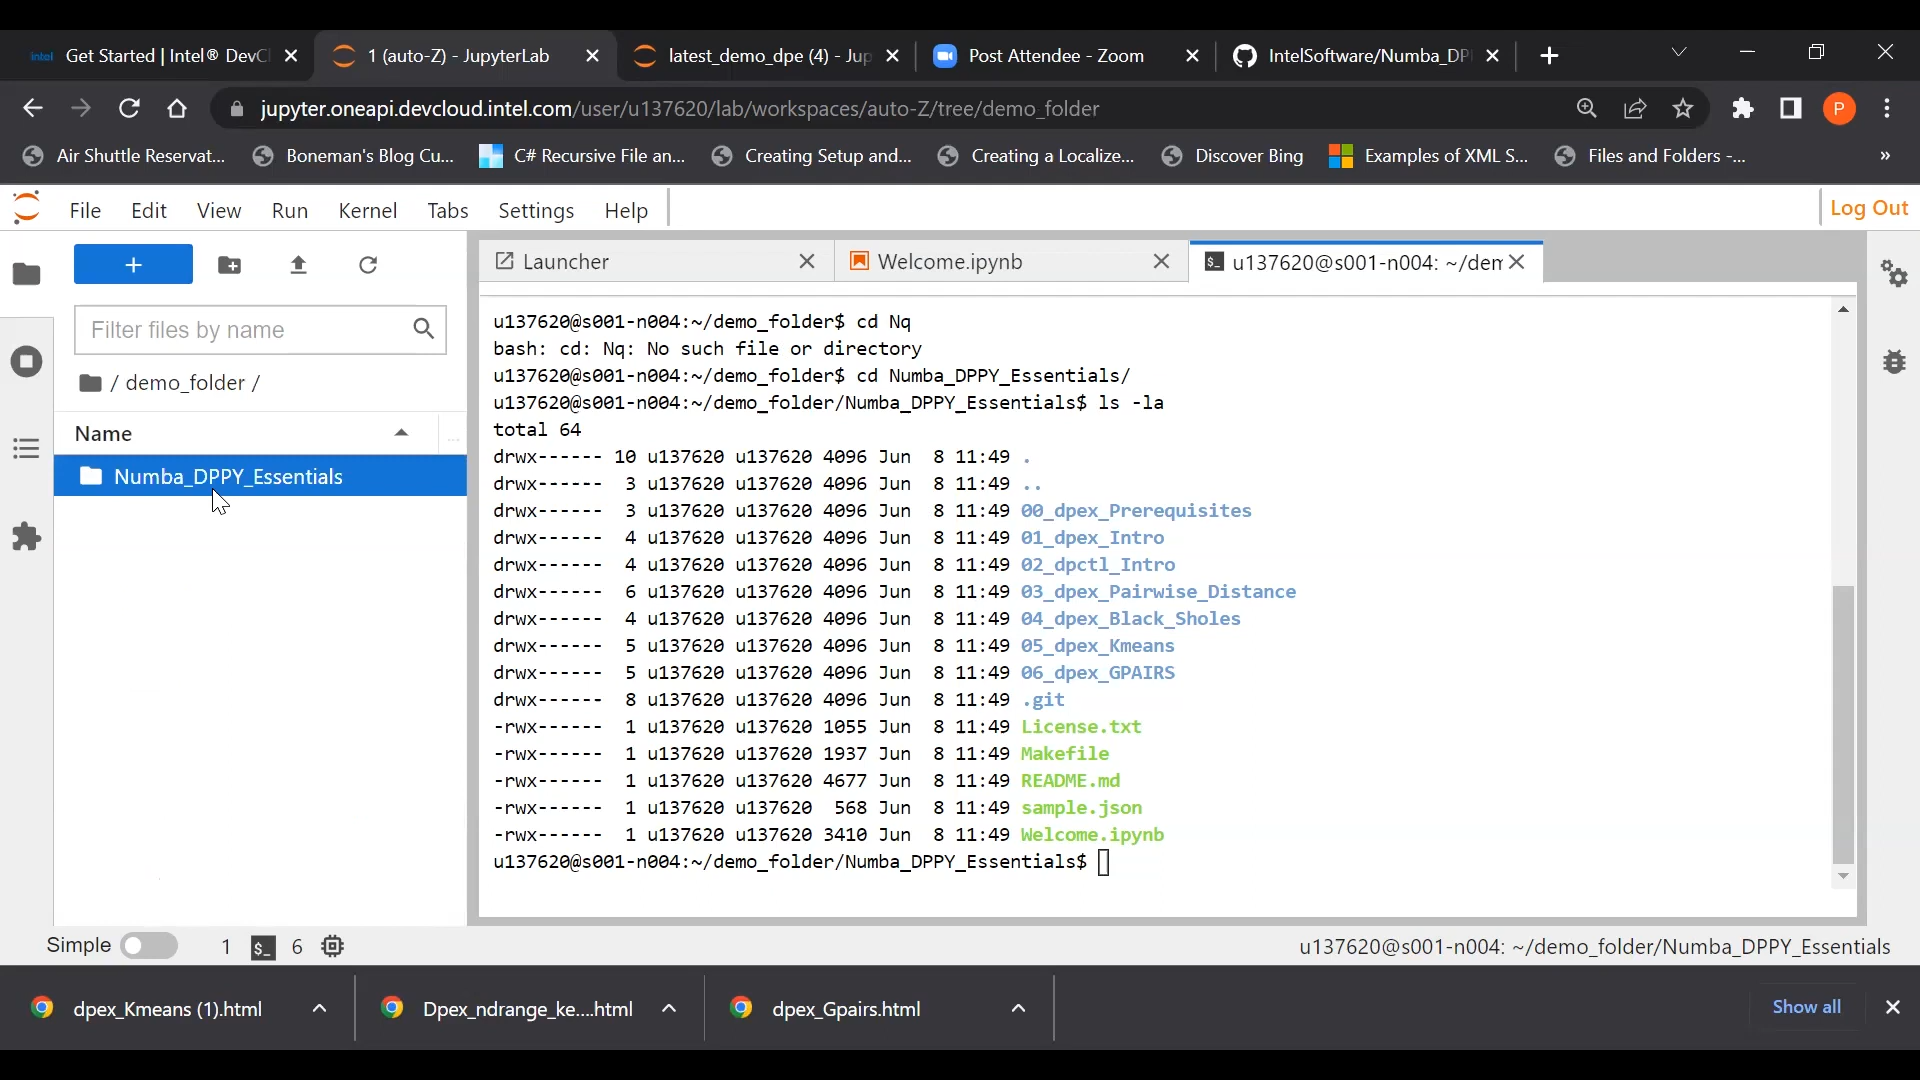 intel Get Started | Intel® DevCl 1 (auto-Z) - JupyterLab latest_demo_dpe (4) - Jup Post Attendee - Zoom IntelSoftware/Numba_DP
jupyter.oneapi.devcloud.intel.com/user/u137620/lab/workspaces/auto-Z/tree/demo_folder P
Air Shuttle Reservat... Boneman's Blog Cu... C# Recursive File an... Creating Setup and... Creating a Localize... Discover Bing Examples of XML S... Files and Folders -... »
File Edit View Run Kernel Tabs Settings Help Log Out
Launcher Welcome.ipynb u137620@s001-n004: ~/dem
Filter files by name
/ demo_folder /
Name
Numba_DPPY_Essentials
u137620@s001-n004:~/demo_folder$ cd Nq
bash: cd: Nq: No such file or directory
u137620@s001-n004:~/demo_folder$ cd Numba_DPPY_Essentials/
u137620@s001-n004:~/demo_folder/Numba_DPPY_Essentials$ ls -la
total 64
drwx------ 10 u137620 u137620 4096 Jun  8 11:49 .
drwx------  3 u137620 u137620 4096 Jun  8 11:49 ..
drwx------  3 u137620 u137620 4096 Jun  8 11:49 00_dpex_Prerequisites
drwx------  4 u137620 u137620 4096 Jun  8 11:49 01_dpex_Intro
drwx------  4 u137620 u137620 4096 Jun  8 11:49 02_dpctl_Intro
drwx------  6 u137620 u137620 4096 Jun  8 11:49 03_dpex_Pairwise_Distance
drwx------  4 u137620 u137620 4096 Jun  8 11:49 04_dpex_Black_Sholes
drwx------  5 u137620 u137620 4096 Jun  8 11:49 05_dpex_Kmeans
drwx------  5 u137620 u137620 4096 Jun  8 11:49 06_dpex_GPAIRS
drwx------  8 u137620 u137620 4096 Jun  8 11:49 .git
-rwx------  1 u137620 u137620 1055 Jun  8 11:49 License.txt
-rwx------  1 u137620 u137620 1937 Jun  8 11:49 Makefile
-rwx------  1 u137620 u137620 4677 Jun  8 11:49 README.md
-rwx------  1 u137620 u137620  568 Jun  8 11:49 sample.json
-rwx------  1 u137620 u137620 3410 Jun  8 11:49 Welcome.ipynb
u137620@s001-n004:~/demo_folder/Numba_DPPY_Essentials$
Simple 1 $_ 6 u137620@s001-n004: ~/demo_folder/Numba_DPPY_Essentials
dpex_Kmeans (1).html Dpex_ndrange_ke....html dpex_Gpairs.html Show all